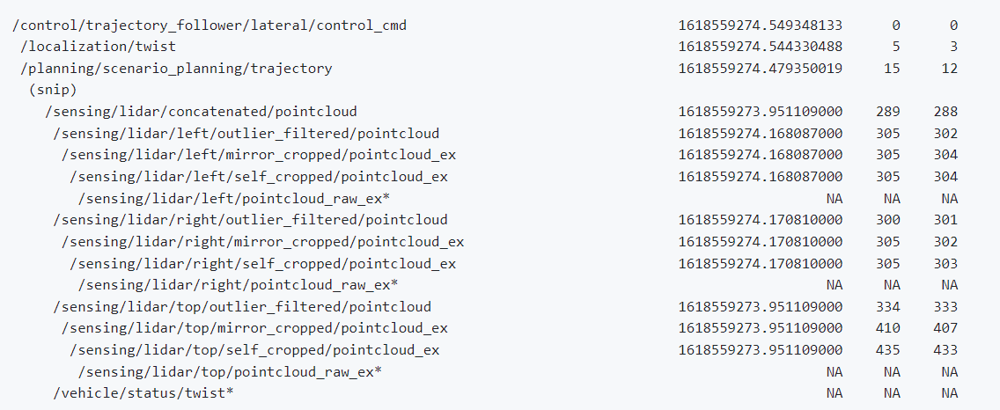 /control/trajectory_follower/lateral/control_cmd 1618559274.549348133 0 0
/localization/twist 1618559274.544330488 5 3
/planning/scenario_planning/trajectory 1618559274.479350019 15 12
(snip)
/sensing/lidar/concatenated/pointcloud 1618559273.951109000 289 288
/sensing/lidar/left/outlier_filtered/pointcloud 1618559274.168087000 305 302
/sensing/lidar/left/mirror_cropped/pointcloud_ex 1618559274.168087000 305 304
/sensing/lidar/left/self_cropped/pointcloud_ex 1618559274.168087000 305 304
/sensing/lidar/left/pointcloud_raw_ex* NA NA NA
/sensing/lidar/right/outlier_filtered/pointcloud 1618559274.170810000 300 301
/sensing/lidar/right/mirror_cropped/pointcloud_ex 1618559274.170810000 305 302
/sensing/lidar/right/self_cropped/pointcloud_ex 1618559274.170810000 305 303
/sensing/lidar/right/pointcloud_raw_ex* NA NA NA
/sensing/lidar/top/outlier_filtered/pointcloud 1618559273.951109000 334 333
/sensing/lidar/top/mirror_cropped/pointcloud_ex 1618559273.951109000 410 407
/sensing/lidar/top/self_cropped/pointcloud_ex 1618559273.951109000 435 433
/sensing/lidar/top/pointcloud_raw_ex* NA NA NA
/vehicle/status/twist* NA NA NA